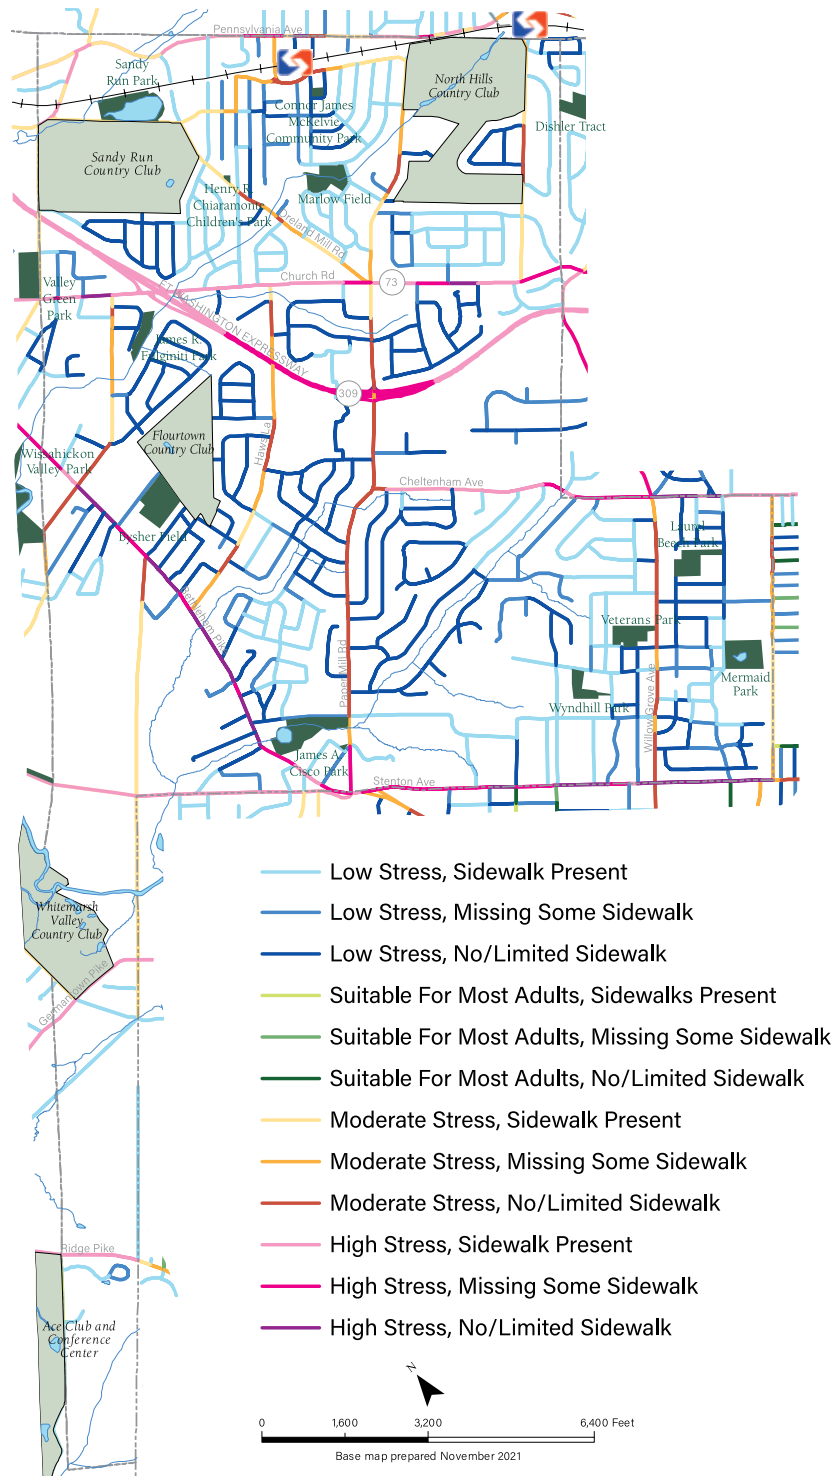 Pennsylvania Ave
Sandy
Run Park
North Hills
Country Club
Connor James
McKelvie
Community Park
Dishler Tract
Sandy Run
Country Club
Henry R.
Chiaramonte
Children's Park
Marlow Field
Oreland Mill Rd
Church Rd
73
Valley
Green
Park
FT WASHINGTON EXPRESSWAY
James R.
Fulginiti Park
309
Flourtown
Country Club
Haws La
Wissahickon
Valley Park
Cheltenham Ave
Bysher Field
Laurel
Beech Park
Bethlehem Pike
Veterans Park
Paper Mill Rd
Mermaid
Park
Willow Grove Ave
Wyndhill Park
James A.
Cisco Park
Stenton Ave
Low Stress, Sidewalk Present
Low Stress, Missing Some Sidewalk
Low Stress, No/Limited Sidewalk
Suitable For Most Adults, Sidewalks Present
Suitable For Most Adults, Missing Some Sidewalk
Suitable For Most Adults, No/Limited Sidewalk
Moderate Stress, Sidewalk Present
Moderate Stress, Missing Some Sidewalk
Moderate Stress, No/Limited Sidewalk
High Stress, Sidewalk Present
High Stress, Missing Some Sidewalk
High Stress, No/Limited Sidewalk
Whitemarsh
Valley
Country Club
Germantown Pike
Ridge Pike
Ace Club and
Conference
Center
N
0 1,600 3,200 6,400 Feet
Base map prepared November 2021